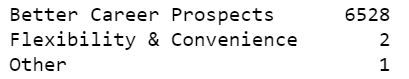 Better Career Prospects 6528
Flexibility & Convenience 2
Other 1